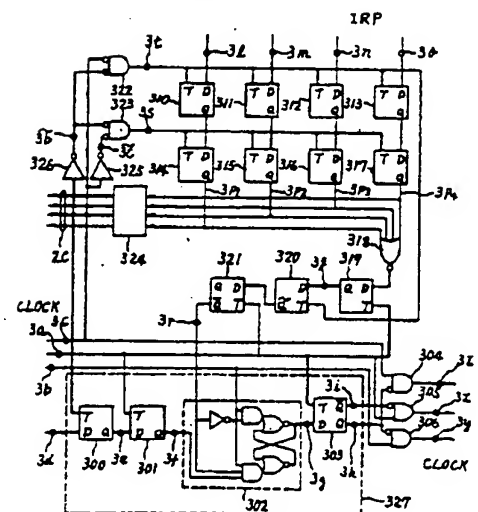 IRP
3t
3l
3m
3n
3o
322
T D
Q
T D
Q
T D
Q
T D
Q
310
311
312
313
323
3s
3b
326
325
T D
Q
T D
Q
T D
Q
T D
Q
314
315
316
317
3P1
3P2
3P3
3P4
2C
324
318
321
320
319
Q D
Q
D
T
Q D
T
3r
CLOCK
3c
3a
3b
304
3z
305
3x
306
3y
CLOCK
3i
3k
T Q
D Q
303
3d
T
D Q
300
3e
T
D Q
301
3f
302
3g
327